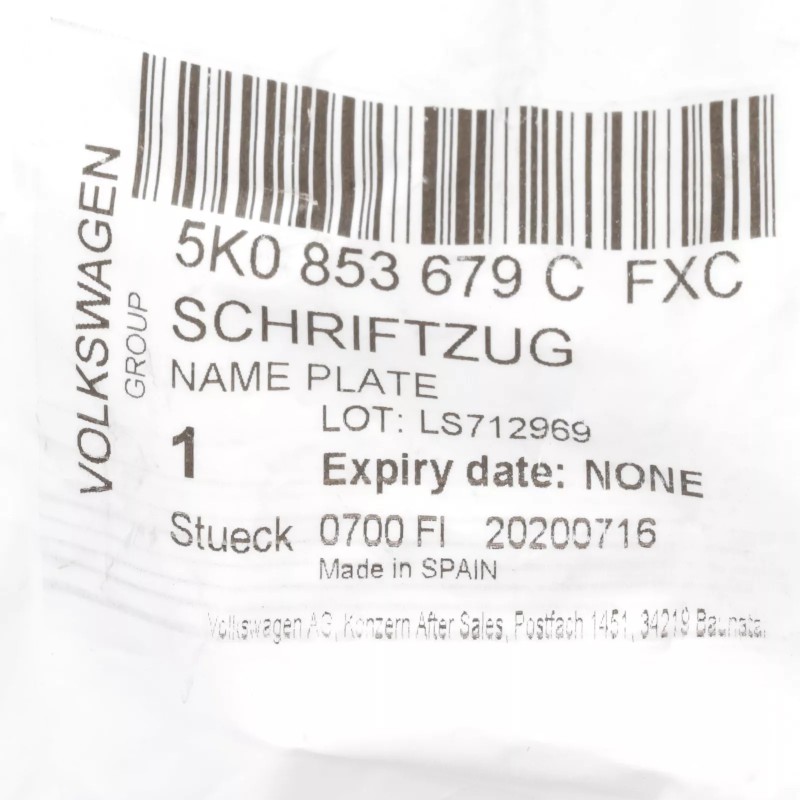 VOLKSWAGEN
GROUP
5K0 853 679 C FXC
SCHRIFTZUG
NAME PLATE
LOT: LS712969
1 Expiry date: NONE
Stueck 0700 FI 20200716
Made in SPAIN
Volkswagen AG, Konzern After Sales, Postfach 1451, 34219